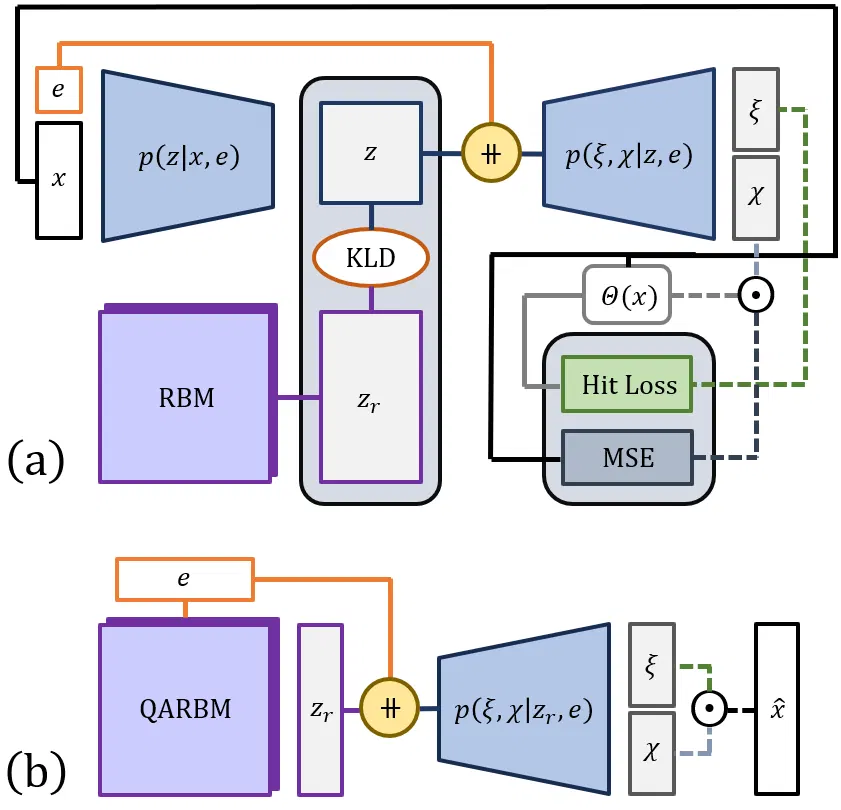 e
x
p(z|x, e)
z
⧺
p(ξ, χ|z, e)
ξ
χ
KLD
Θ(x)
RBM
z_r
Hit Loss
MSE
(a)
e
QARBM
z_r
⧺
p(ξ, χ|z_r, e)
ξ
χ
x̂
(b)